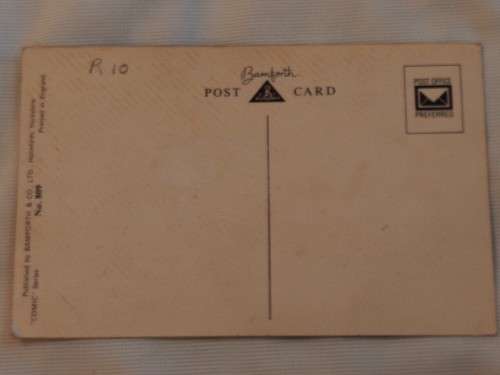 R 10
Bamforth
POST CARD
POST OFFICE
PREFERRED
Published by BAMFORTH & CO. LTD. Holmfirth, Yorkshire
"COMIC" Series No. 809 Printed in England